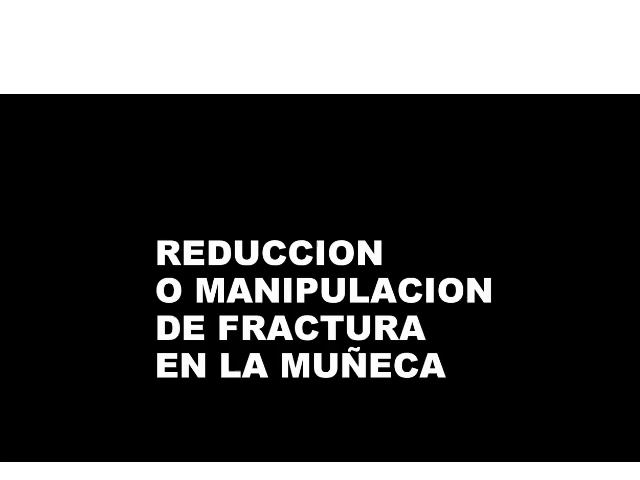 REDUCCION
O MANIPULACION
DE FRACTURA
EN LA MUÑECA